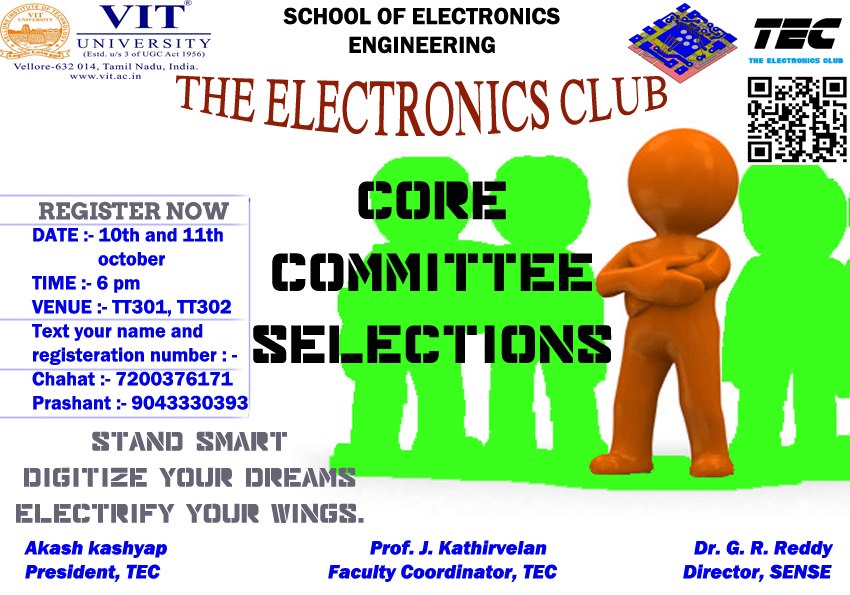 VIT
UNIVERSITY
VIT®
UNIVERSITY
(Estd. u/s 3 of UGC Act 1956)
Vellore-632 014, Tamil Nadu, India.
www.vit.ac.in
SCHOOL OF ELECTRONICS
ENGINEERING
TEC
THE ELECTRONICS CLUB
THE ELECTRONICS CLUB
CORE
COMMITTEE
SELECTIONS
REGISTER NOW
DATE :- 10th and 11th
october
TIME :- 6 pm
VENUE :- TT301, TT302
Text your name and
registeration number : -
Chahat :- 7200376171
Prashant :- 9043330393
STAND SMART
DIGITIZE YOUR DREAMS
ELECTRIFY YOUR WINGS.
Akash kashyap
President, TEC
Prof. J. Kathirvelan
Faculty Coordinator, TEC
Dr. G. R. Reddy
Director, SENSE